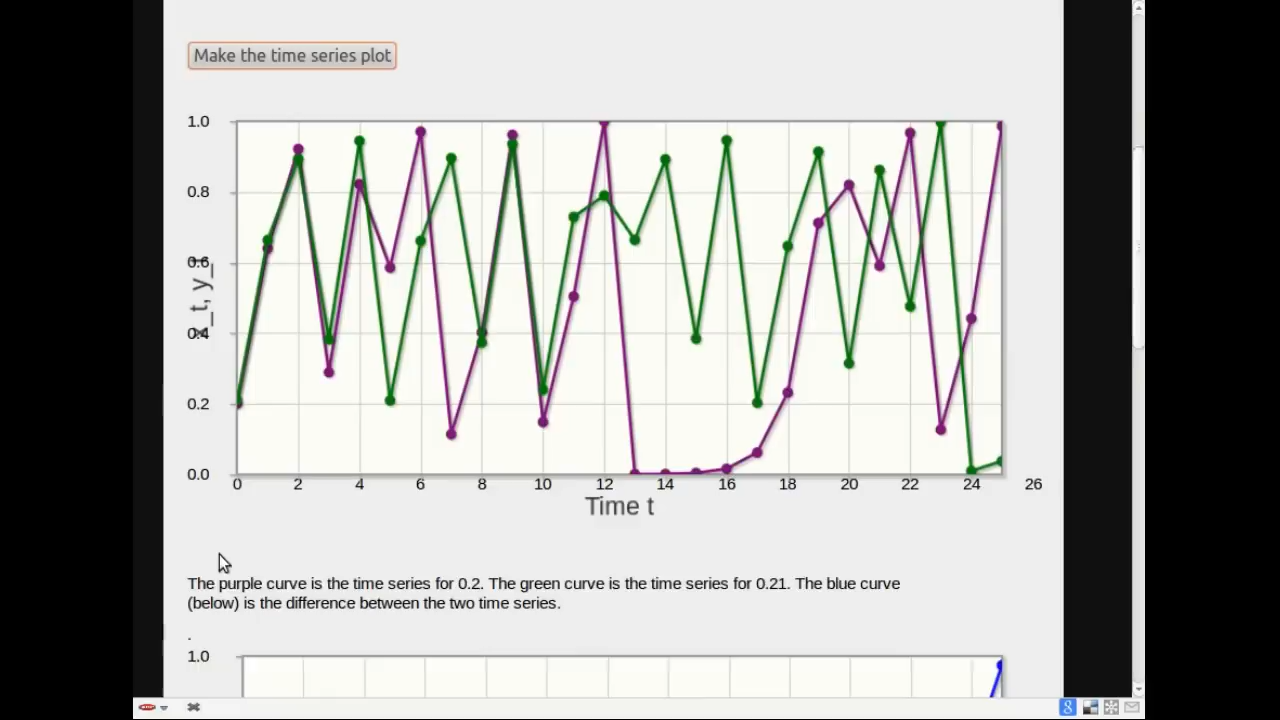 Make the time series plot
1.0
0.8
0.6
0.4
0.2
0.0
0 2 4 6 8 10 12 14 16 18 20 22 24 26
Time t
The purple curve is the time series for 0.2. The green curve is the time series for 0.21. The blue curve
(below) is the difference between the two time series.
.
1.0